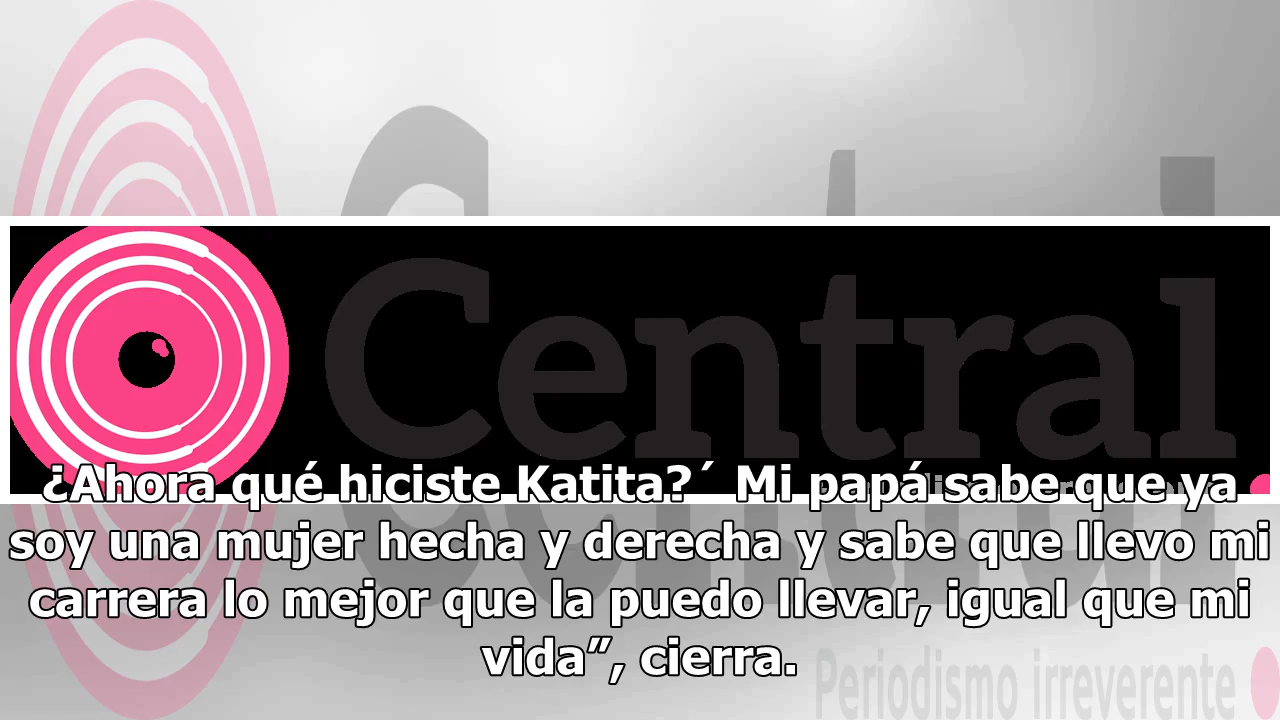 Central
¿Ahora qué hiciste Katita?´ Mi papá sabe que ya
soy una mujer hecha y derecha y sabe que llevo mi
carrera lo mejor que la puedo llevar, igual que mi
vida”, cierra.
Periodismo irreverente